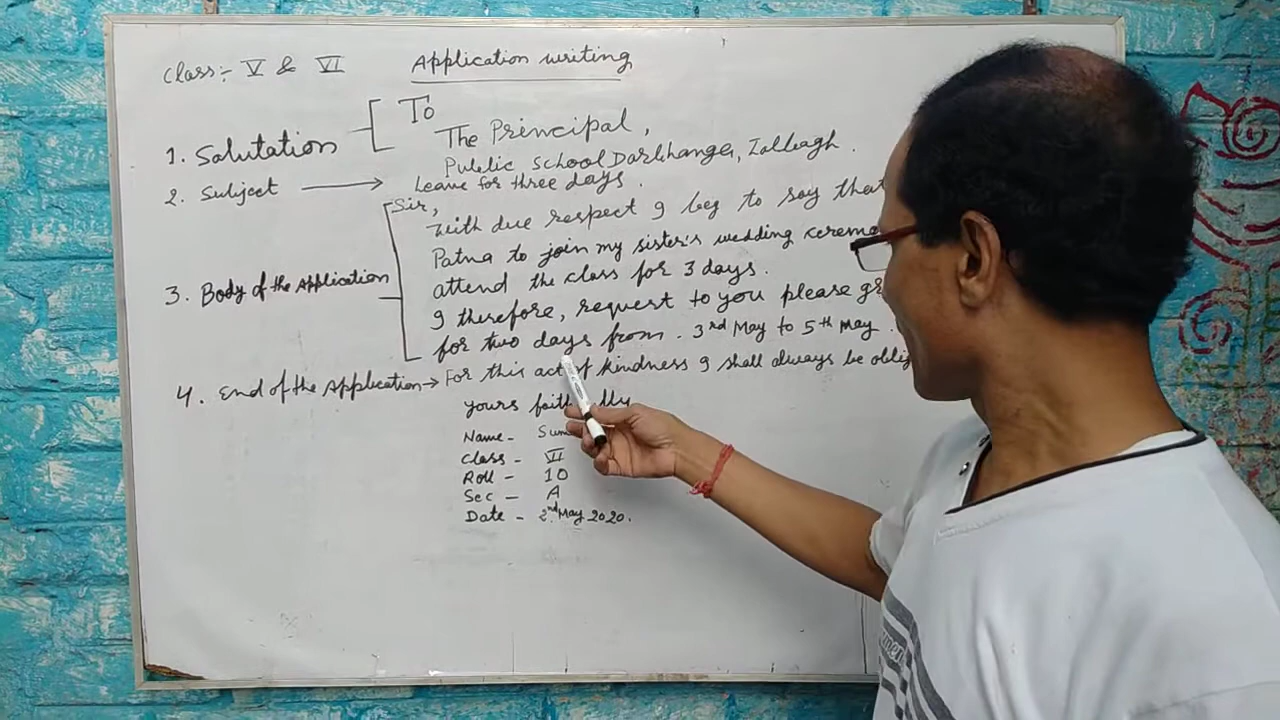 Class:- V & VI Application writing
1. Salutation To
The Principal,
Public School Darbhanga, Lalbagh.
2. Subject Leave for three days.
3. Body of the Application Sir,
with due respect I beg to say that
Patna to join my sister's wedding
attend the class for 3 days.
I therefore, request to you please
for two days from. 3rd May to 5th May.
4. End of the Application → For this act of kindness I shall always be
yours
Name-
Class - VI
Roll - 10
Sec - A
Date - 2nd May 2020.